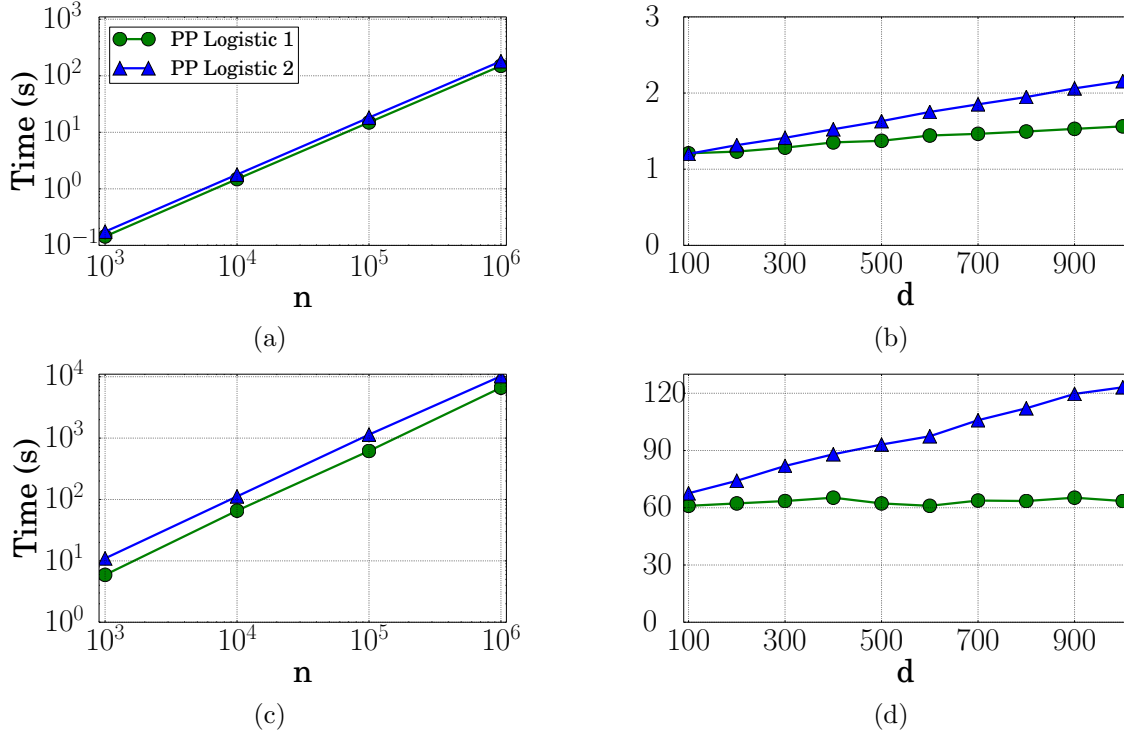 10^3
10^2
10^1
10^0
10^-1
Time (s)
PP Logistic 1
PP Logistic 2
10^3 10^4 10^5 10^6
n
(a)
3
2
1
0
100 300 500 700 900
d
(b)
10^4
10^3
10^2
10^1
10^0
Time (s)
10^3 10^4 10^5 10^6
n
(c)
120
90
60
30
0
100 300 500 700 900
d
(d)